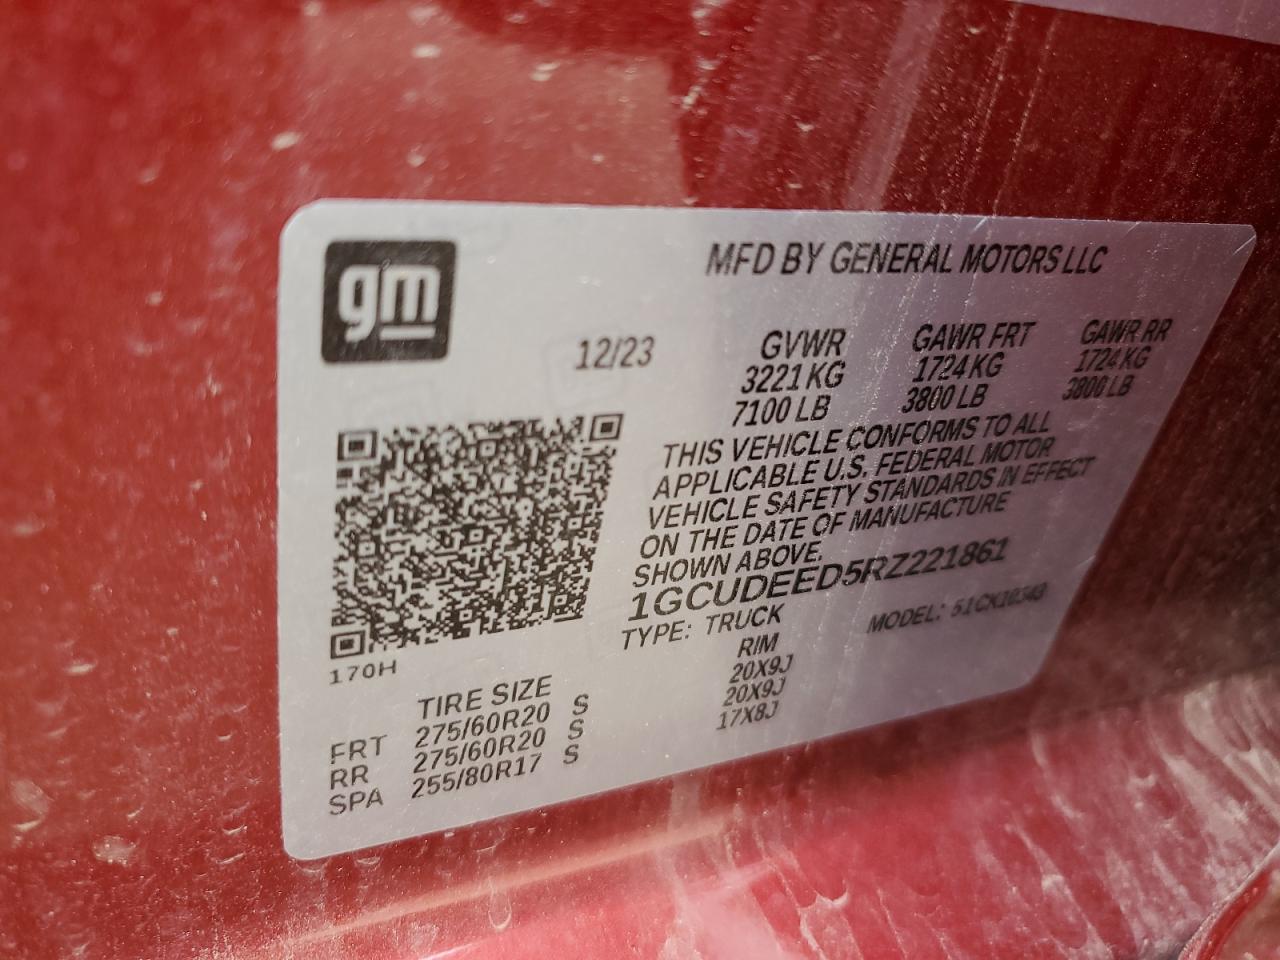 gm
MFD BY GENERAL MOTORS LLC
12/23
GVWR GAWR FRT GAWR RR
3221 KG 1724 KG 1724 KG
7100 LB 3800 LB 3800 LB
THIS VEHICLE CONFORMS TO ALL
APPLICABLE U.S. FEDERAL MOTOR
VEHICLE SAFETY STANDARDS IN EFFECT
ON THE DATE OF MANUFACTURE
SHOWN ABOVE.
1GCUDEED5RZ221861
TYPE: TRUCK MODEL:
170H
TIRE SIZE RIM
FRT 275/60R20 S 20X9J
RR 275/60R20 S 20X9J
SPA 255/80R17 S 17X8J